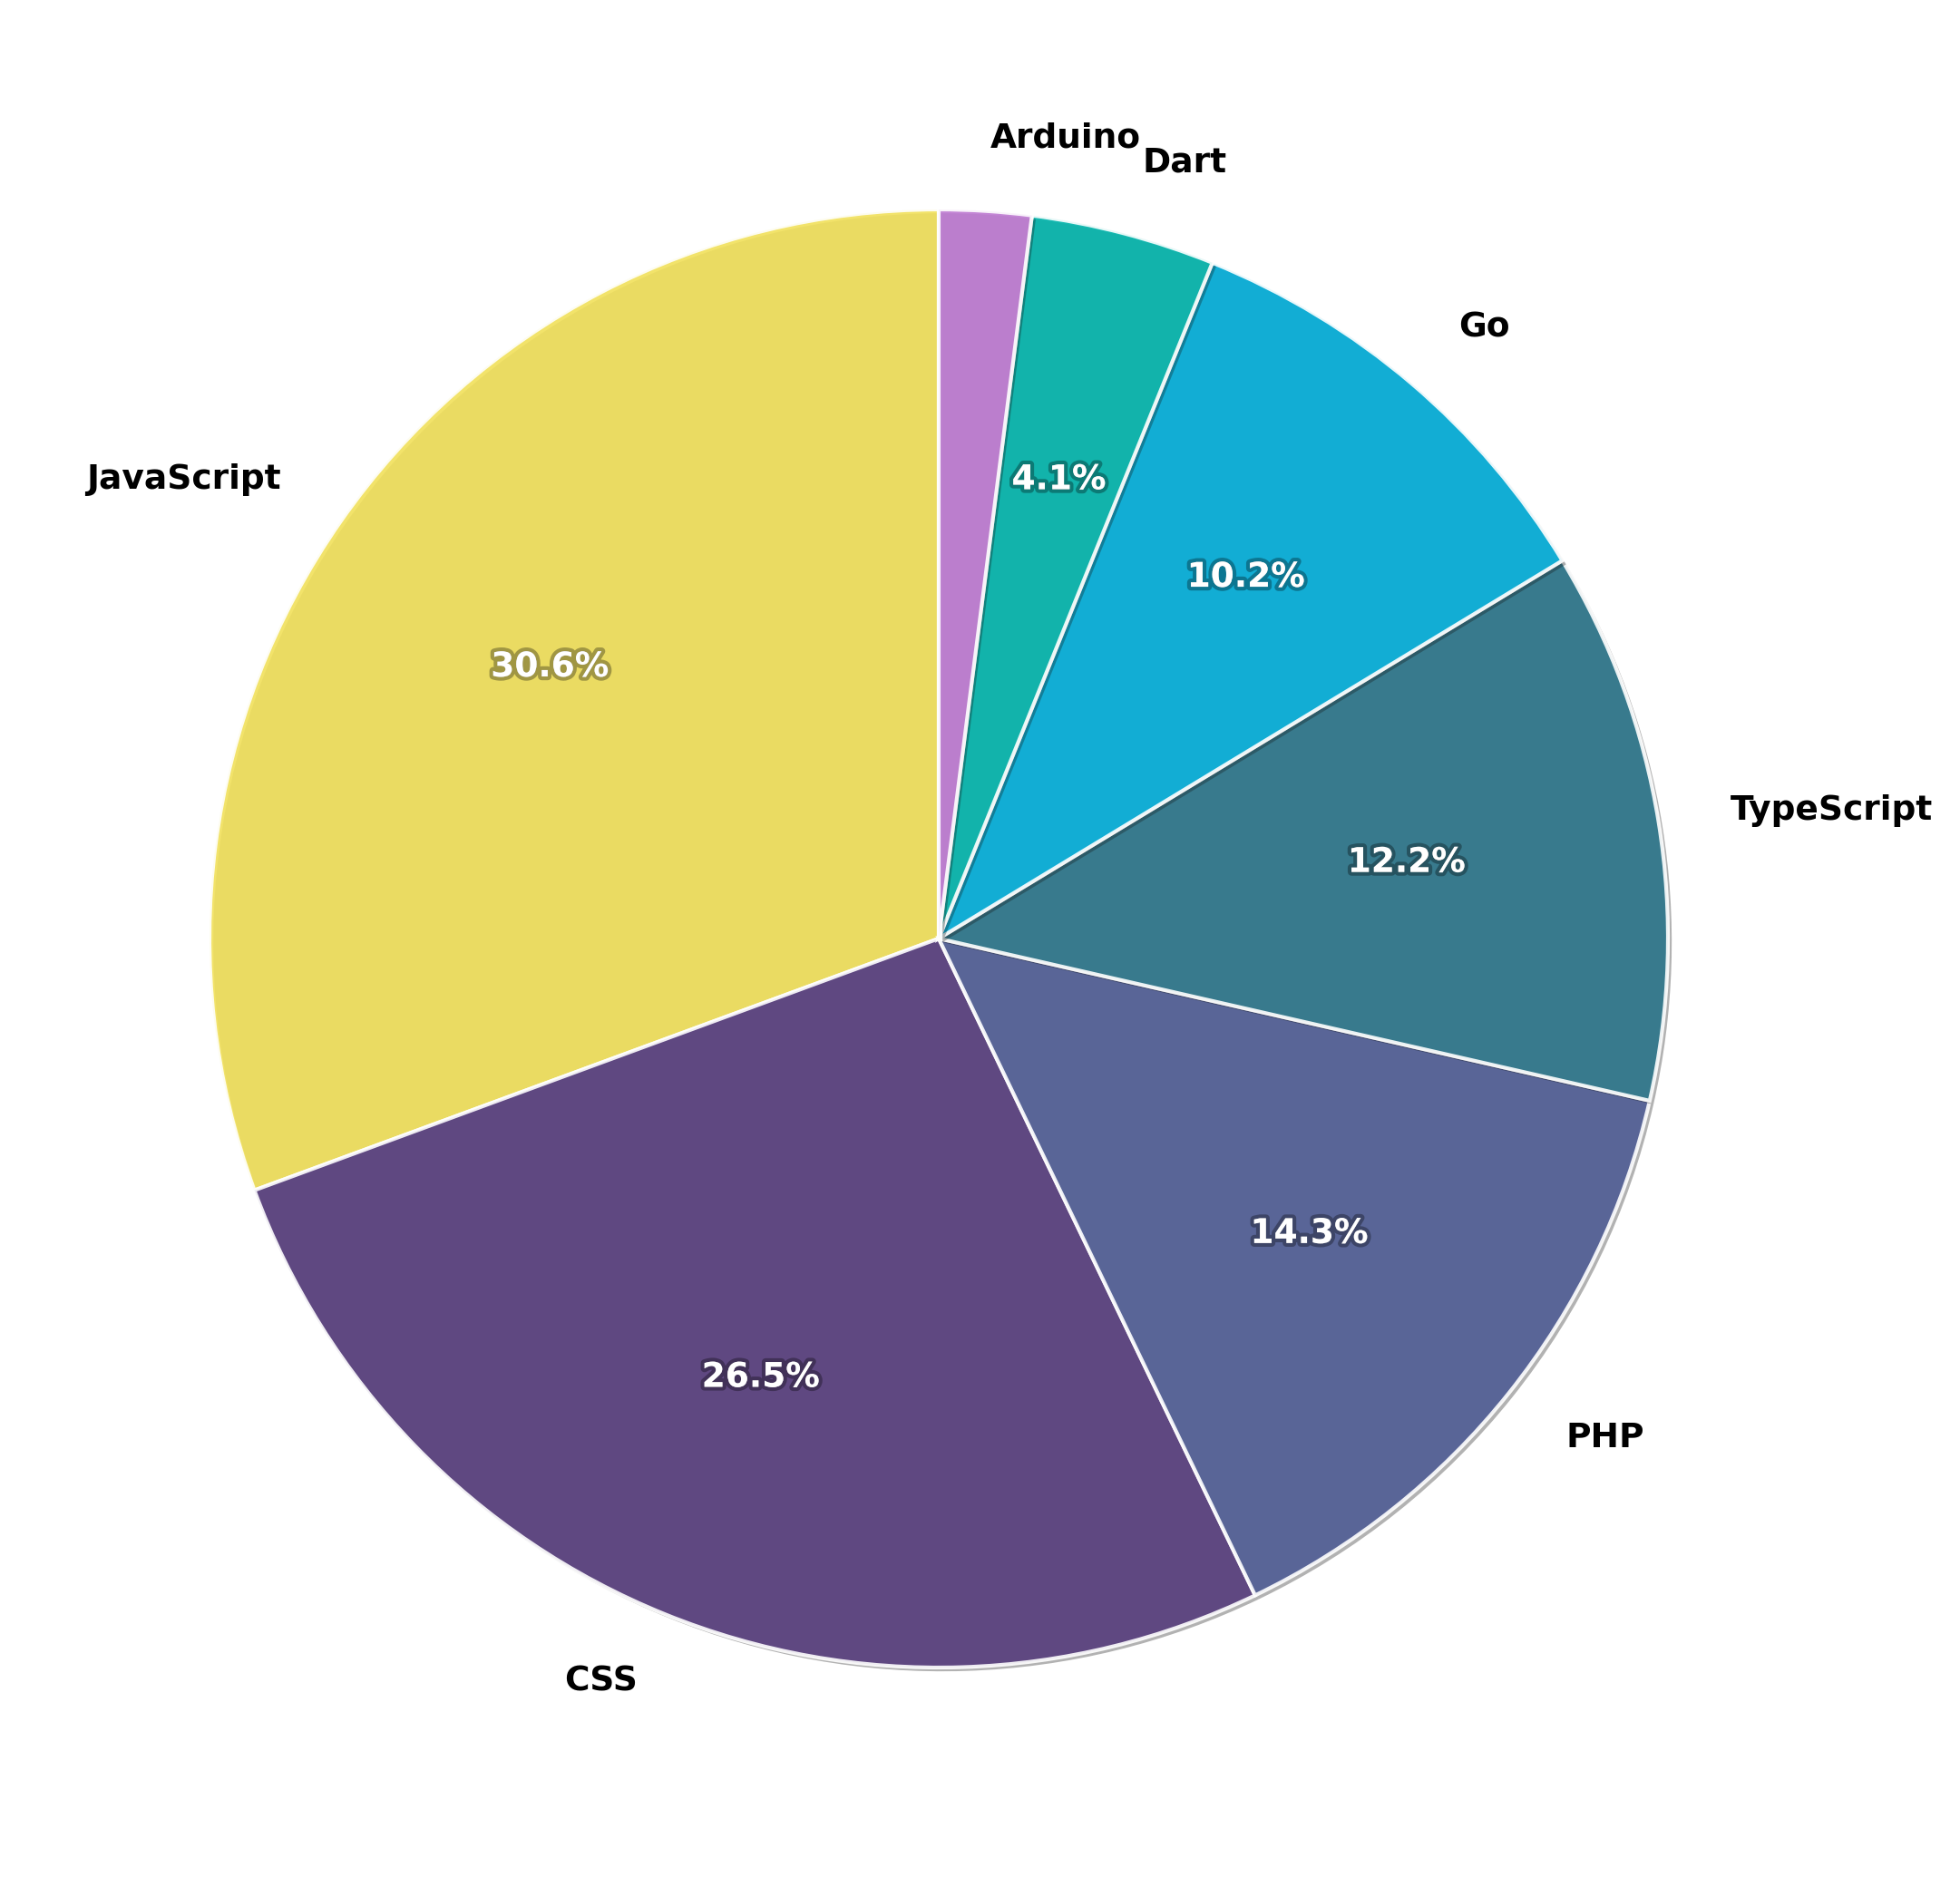 Arduino
Dart
Go
JavaScript
4.1%
10.2%
30.6%
TypeScript
12.2%
14.3%
26.5%
PHP
CSS